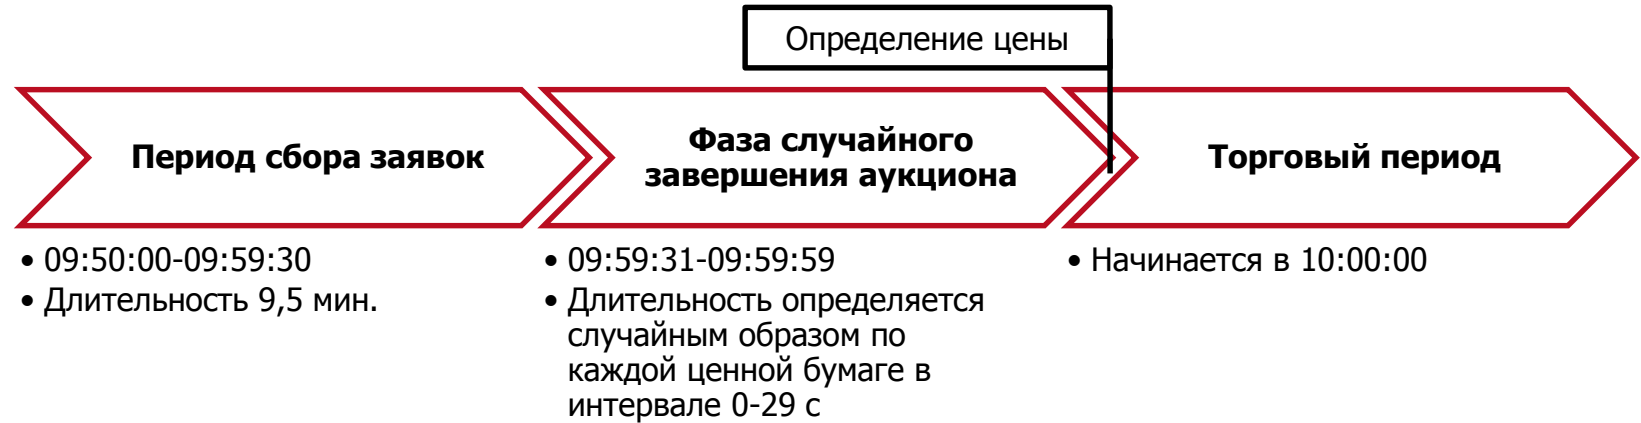 Определение цены
Период сбора заявок
Фаза случайного
завершения аукциона
Торговый период
• 09:50:00-09:59:30
• Длительность 9,5 мин.
• 09:59:31-09:59:59
• Длительность определяется
случайным образом по
каждой ценной бумаге в
интервале 0-29 с
• Начинается в 10:00:00